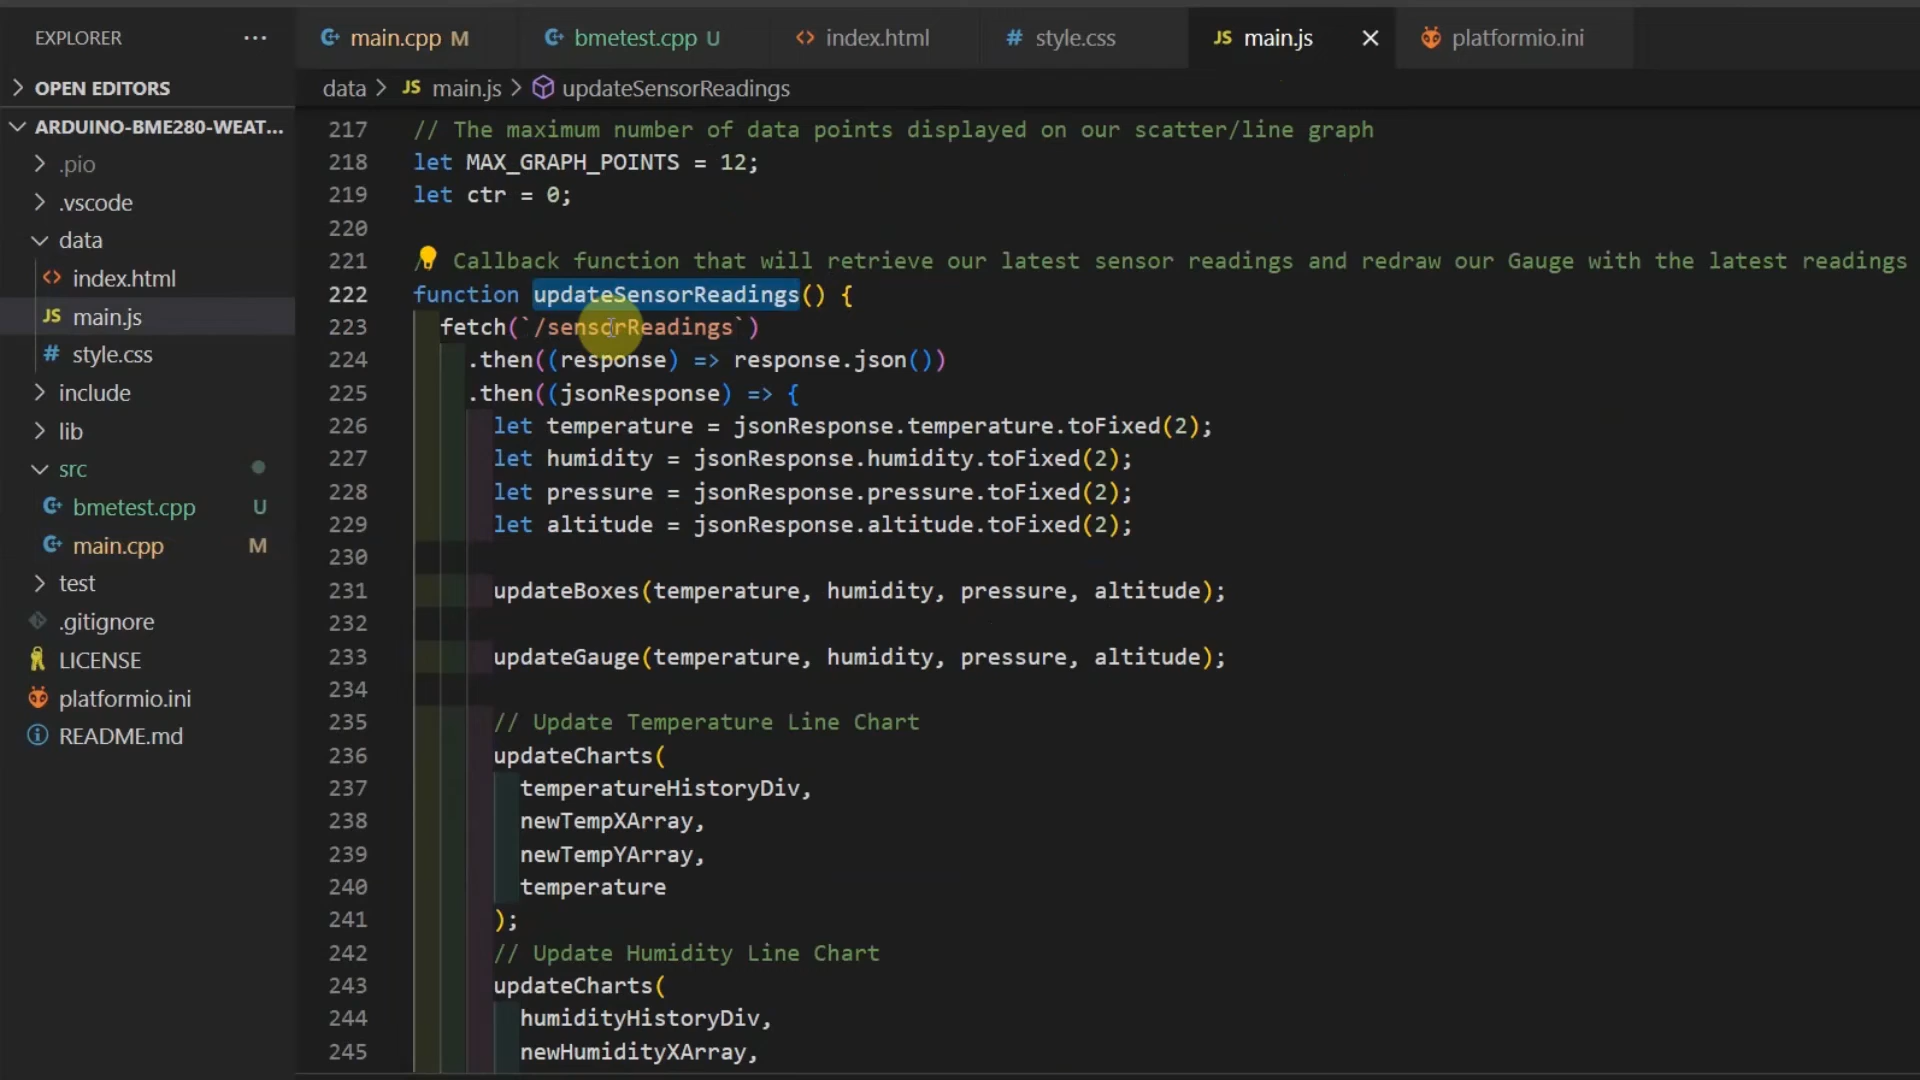 EXPLORER ...
OPEN EDITORS
ARDUINO-BME280-WEAT...
.pio
.vscode
data
index.html
JS main.js
# style.css
include
lib
src
bmetest.cpp U
main.cpp M
test
.gitignore
LICENSE
platformio.ini
README.md
main.cpp M bmetest.cpp U <> index.html # style.css JS main.js × platformio.ini
data > JS main.js > updateSensorReadings
217 // The maximum number of data points displayed on our scatter/line graph
218 let MAX_GRAPH_POINTS = 12;
219 let ctr = 0;
220
221 / Callback function that will retrieve our latest sensor readings and redraw our Gauge with the latest readings
222 function updateSensorReadings() {
223 fetch(`/sensorReadings`)
224 .then((response) => response.json())
225 .then((jsonResponse) => {
226 let temperature = jsonResponse.temperature.toFixed(2);
227 let humidity = jsonResponse.humidity.toFixed(2);
228 let pressure = jsonResponse.pressure.toFixed(2);
229 let altitude = jsonResponse.altitude.toFixed(2);
230
231 updateBoxes(temperature, humidity, pressure, altitude);
232
233 updateGauge(temperature, humidity, pressure, altitude);
234
235 // Update Temperature Line Chart
236 updateCharts(
237 temperatureHistoryDiv,
238 newTempXArray,
239 newTempYArray,
240 temperature
241 );
242 // Update Humidity Line Chart
243 updateCharts(
244 humidityHistoryDiv,
245 newHumidityXArray,